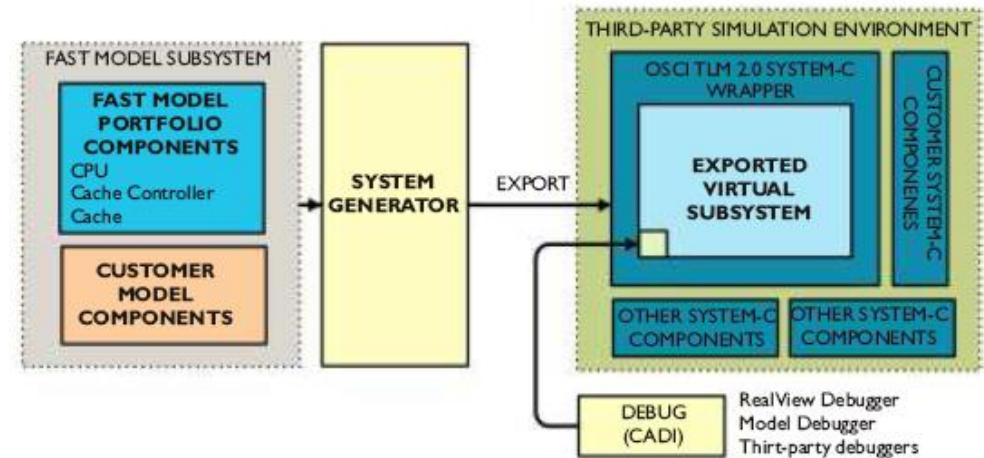 FAST MODEL SUBSYSTEM
FAST MODEL
PORTFOLIO
COMPONENTS
CPU
Cache Controller
Cache
CUSTOMER
MODEL
COMPONENTS
SYSTEM
GENERATOR
EXPORT
THIRD-PARTY SIMULATION ENVIRONMENT
OSCI TLM 2.0 SYSTEM-C
WRAPPER
EXPORTED
VIRTUAL
SUBSYSTEM
CUSTOMER SYSTEM-C
COMPONENES
OTHER SYSTEM-C
COMPONENTS
OTHER SYSTEM-C
COMPONENTS
DEBUG
(CADI)
RealView Debugger
Model Debugger
Thirt-party debuggers